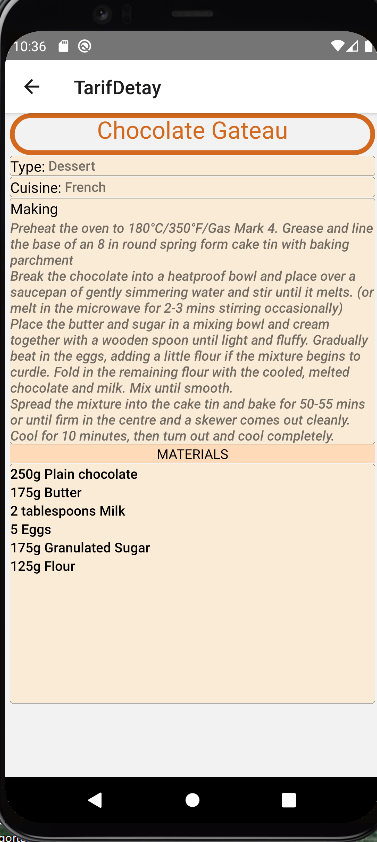 10:36
TarifDetay
Chocolate Gateau
Type: Dessert
Cuisine: French
Making
Preheat the oven to 180°C/350°F/Gas Mark 4. Grease and line
the base of an 8 in round spring form cake tin with baking
parchment
Break the chocolate into a heatproof bowl and place over a
saucepan of gently simmering water and stir until it melts. (or
melt in the microwave for 2-3 mins stirring occasionally)
Place the butter and sugar in a mixing bowl and cream
together with a wooden spoon until light and fluffy. Gradually
beat in the eggs, adding a little flour if the mixture begins to
curdle. Fold in the remaining flour with the cooled, melted
chocolate and milk. Mix until smooth.
Spread the mixture into the cake tin and bake for 50-55 mins
or until firm in the centre and a skewer comes out cleanly.
Cool for 10 minutes, then turn out and cool completely.
MATERIALS
250g Plain chocolate
175g Butter
2 tablespoons Milk
5 Eggs
175g Granulated Sugar
125g Flour